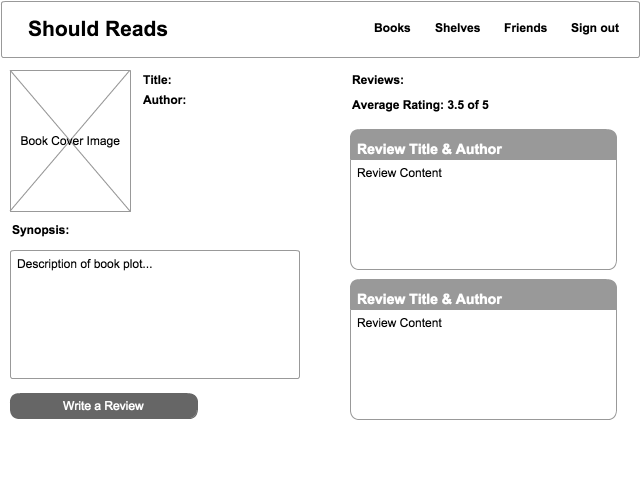 Should Reads
Books Shelves Friends Sign out
Book Cover Image
Title:
Author:
Synopsis:
Description of book plot...
Write a Review
Reviews:
Average Rating: 3.5 of 5
Review Title & Author
Review Content
Review Title & Author
Review Content